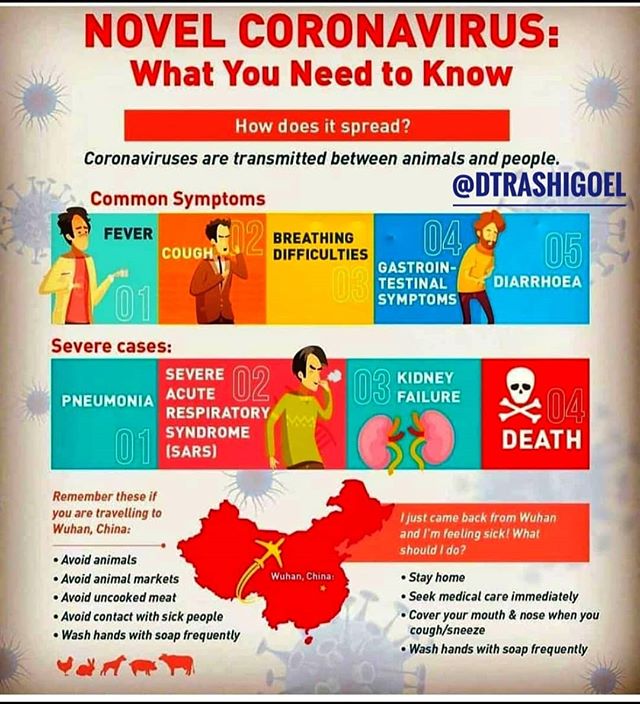 NOVEL CORONAVIRUS:
What You Need to Know
How does it spread?
Coronaviruses are transmitted between animals and people.
@DTRASHIGOEL
Common Symptoms
FEVER
01
COUGH
02
BREATHING
DIFFICULTIES
03
04
GASTROIN-
TESTINAL
SYMPTOMS
05
DIARRHOEA
Severe cases:
PNEUMONIA
01
SEVERE
ACUTE
RESPIRATORY
SYNDROME
(SARS)
02
03
KIDNEY
FAILURE
04
DEATH
Remember these if
you are travelling to
Wuhan, China:
• Avoid animals
• Avoid animal markets
• Avoid uncooked meat
• Avoid contact with sick people
• Wash hands with soap frequently
Wuhan, China:
I just came back from Wuhan
and I'm feeling sick! What
should I do?
• Stay home
• Seek medical care immediately
• Cover your mouth & nose when you
cough/sneeze
• Wash hands with soap frequently